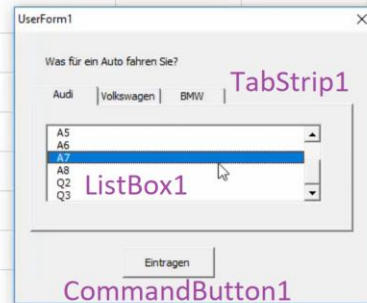 UserForm1
Was für ein Auto fahren Sie?
TabStrip1
Audi Volkswagen BMW
A5
A6
A7
A8
Q2
Q3
ListBox1
Eintragen
CommandButton1